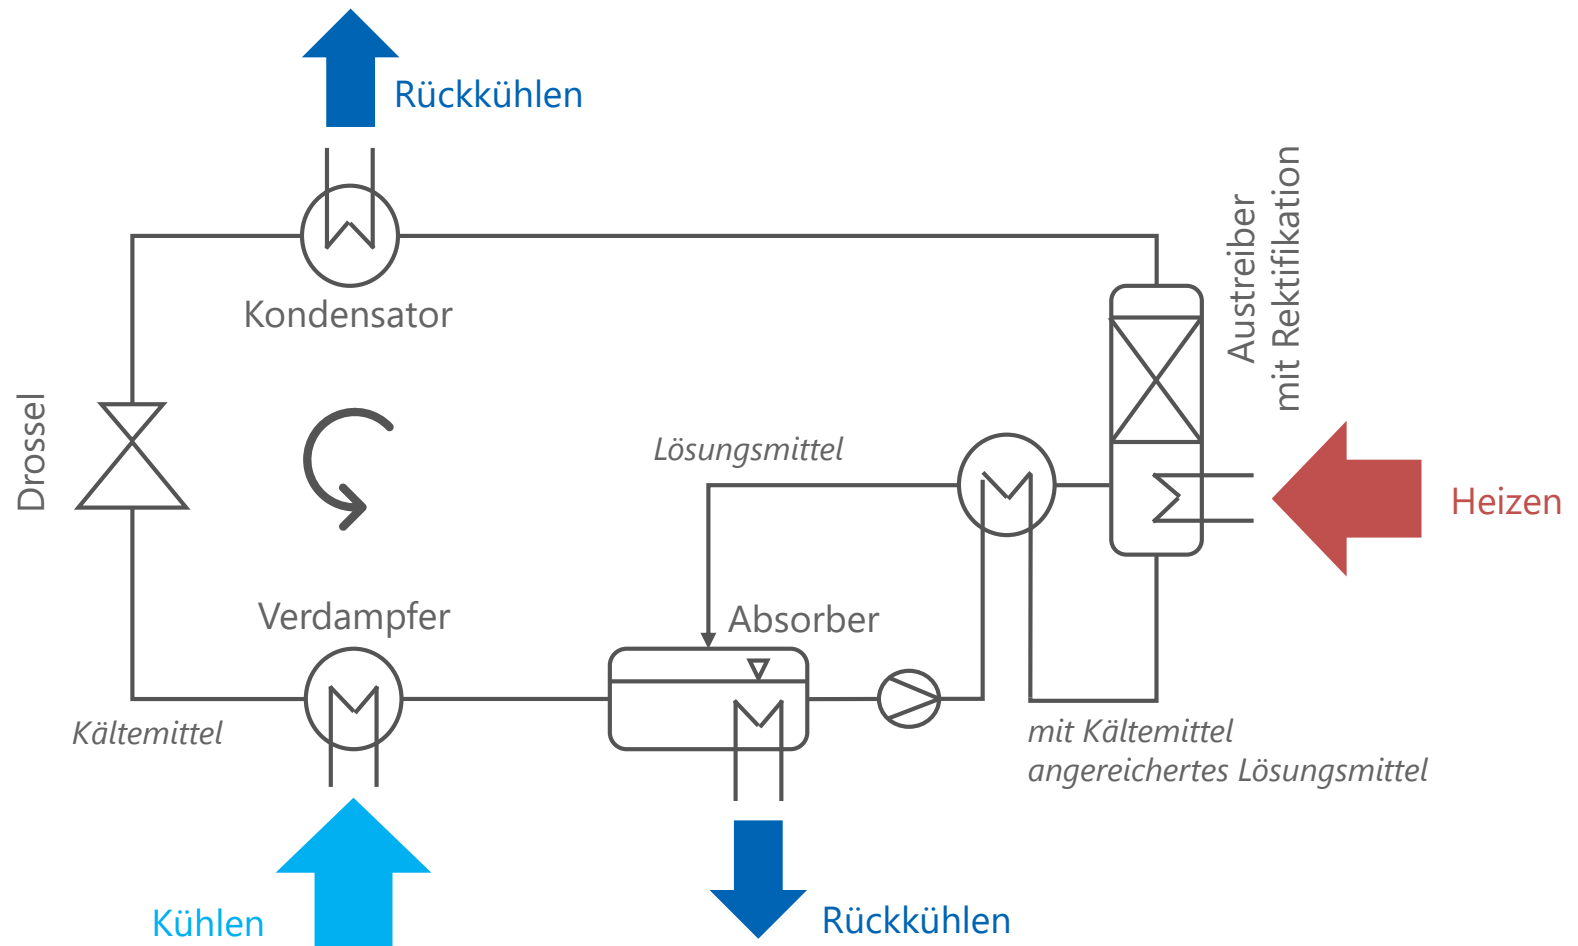 Rückkühlen
Austreiber
mit Rektifikation
Kondensator
Drossel
Lösungsmittel
Heizen
Verdampfer
Absorber
Kältemittel
mit Kältemittel
angereichertes Lösungsmittel
Kühlen
Rückkühlen